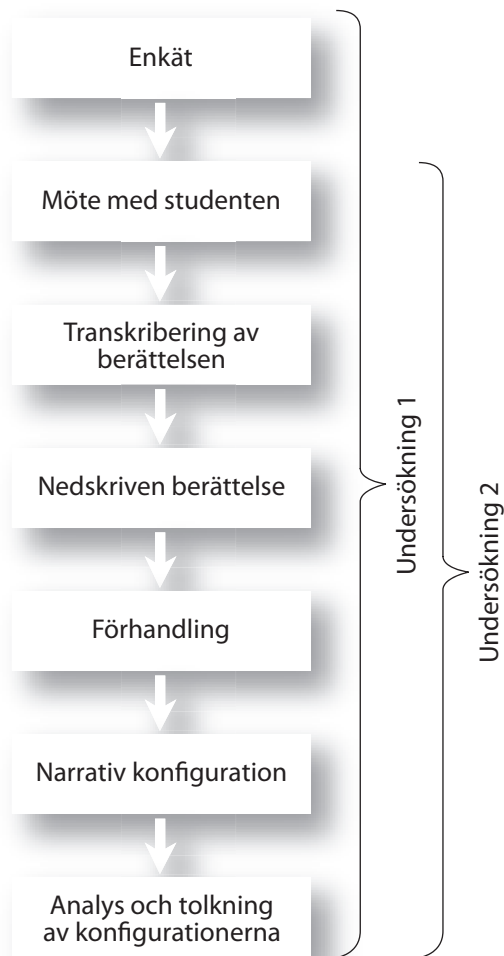 Enkät
Möte med studenten
Transkribering av
berättelsen
Nedskriven berättelse
Förhandling
Narrativ konfiguration
Analys och tolkning
av konfigurationerna
Undersökning 1
Undersökning 2